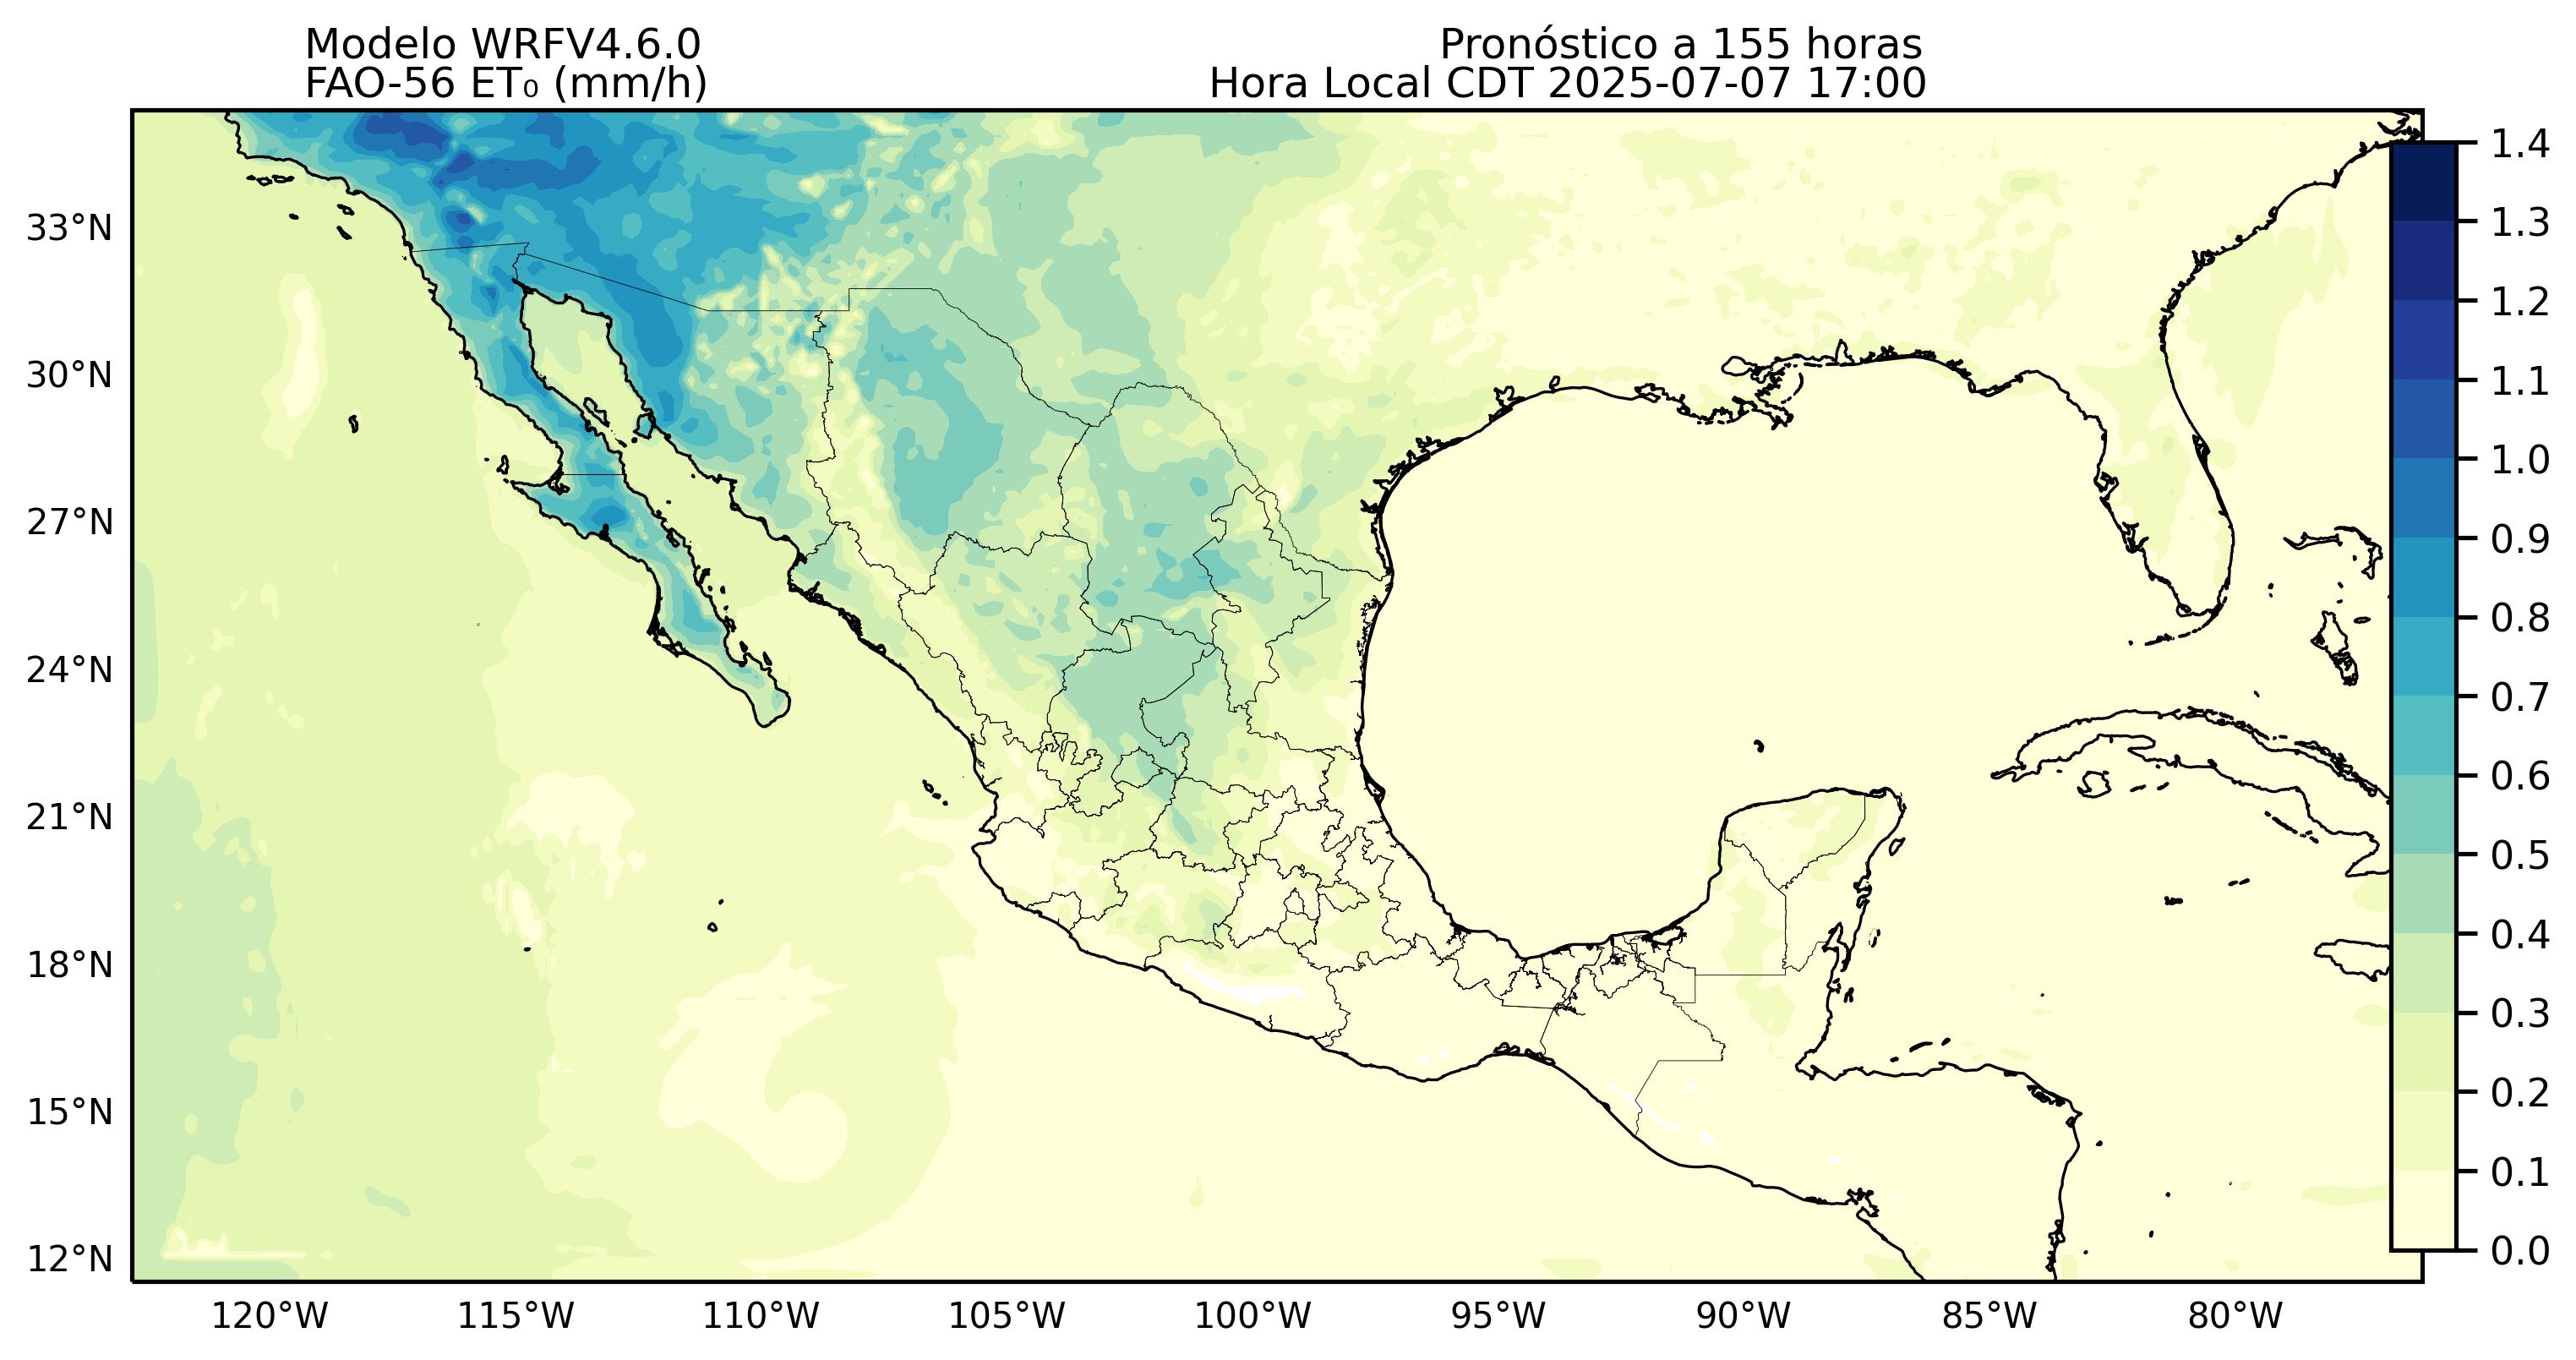 Modelo WRFV4.6.0
FAO-56 ET₀ (mm/h)
Pronóstico a 155 horas
Hora Local CDT 2025-07-07 17:00
33°N
30°N
27°N
24°N
21°N
18°N
15°N
12°N
120°W
115°W
110°W
105°W
100°W
95°W
90°W
85°W
80°W
1.4
1.3
1.2
1.1
1.0
0.9
0.8
0.7
0.6
0.5
0.4
0.3
0.2
0.1
0.0